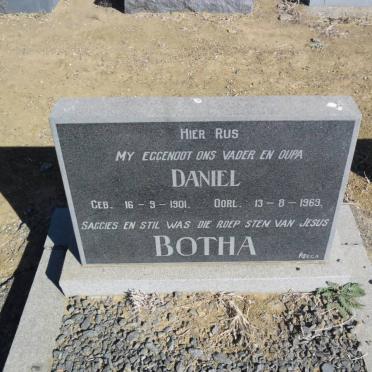 HIER RUS
MY EGGENOOT ONS VADER EN OUPA
DANIEL
GEB. 16-9-1901. OORL. 13-8-1969.
SAGGIES EN STIL WAS DIE ROEP STEM VAN JESUS
BOTHA